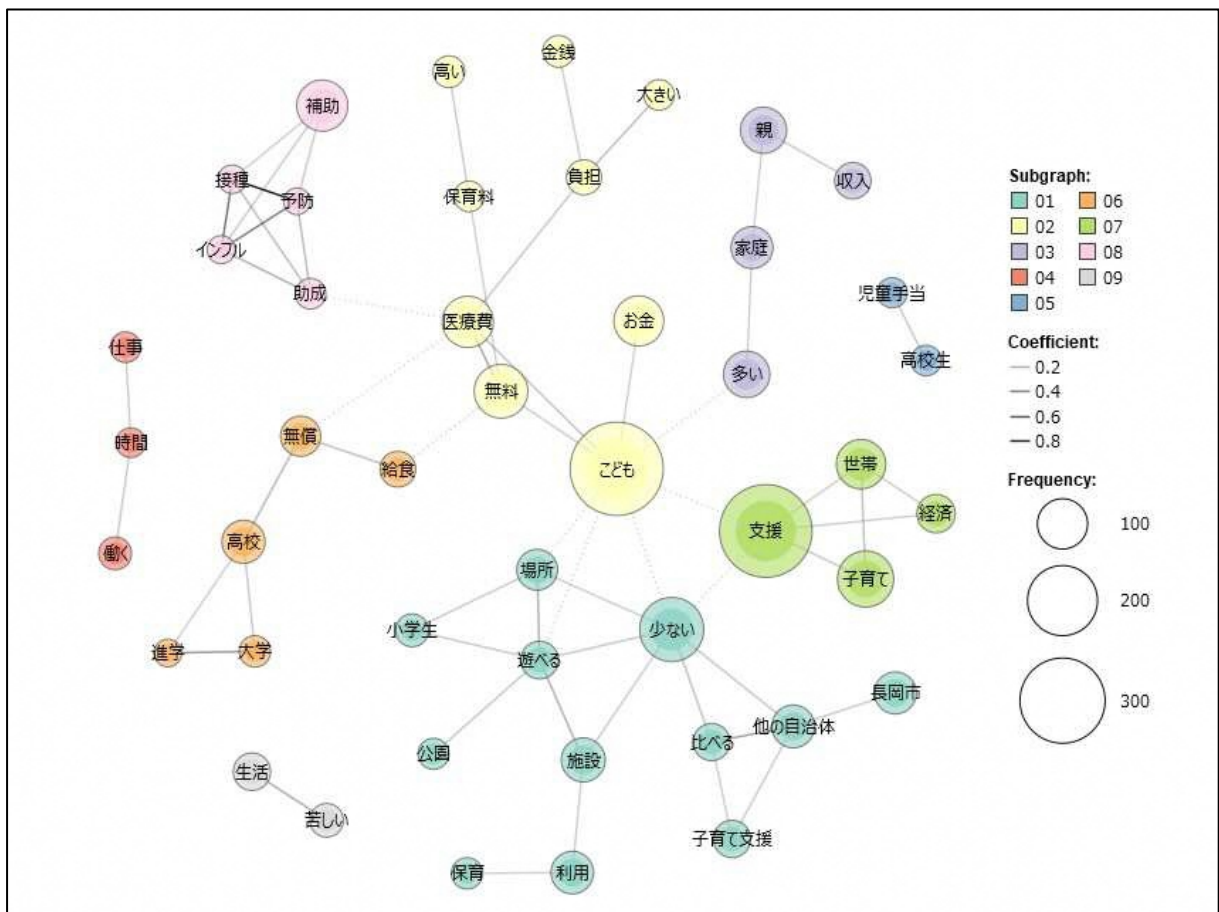 金銭
高い
大きい
補助
親
接種
収入
負担
予防
保育料
インフル
家庭
助成
児童手当
医療費
お金
仕事
高校生
多い
無料
無償
時間
給食
こども
世帯
経済
支援
高校
働く
場所
子育て
小学生
少ない
進学
大学
遊べる
長岡市
他の自治体
比べる
公園
施設
生活
苦しい
子育て支援
保育
利用
Subgraph:
01 06
02 07
03 08
04 09
05
Coefficient:
0.2
0.4
0.6
0.8
Frequency:
100
200
300